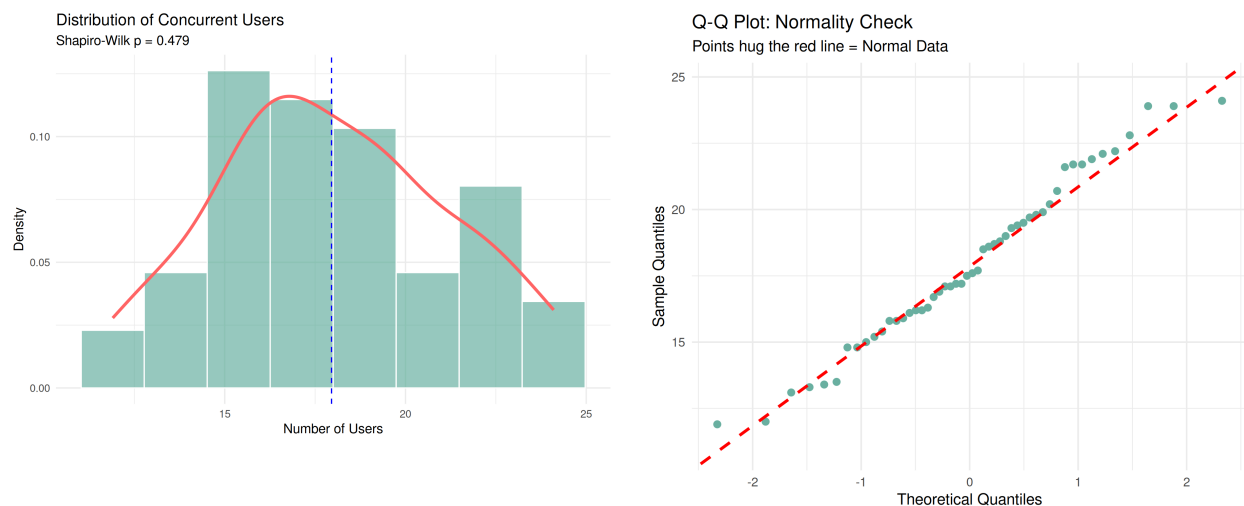 Distribution of Concurrent Users
Shapiro-Wilk p = 0.479
Density
0.10
0.05
0.00
15
20
25
Number of Users
Q-Q Plot: Normality Check
Points hug the red line = Normal Data
Sample Quantiles
25
20
15
-2
-1
0
1
2
Theoretical Quantiles